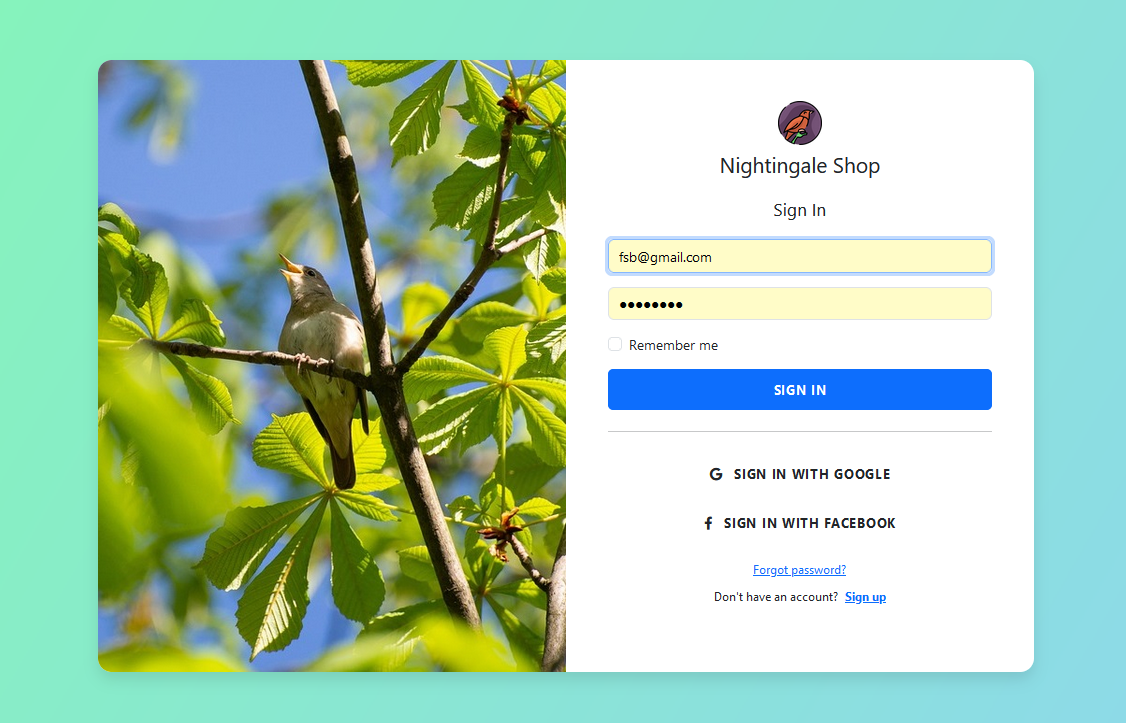 Nightingale Shop
Sign In
fsb@gmail.com
●●●●●●●●
Remember me
SIGN IN
SIGN IN WITH GOOGLE
SIGN IN WITH FACEBOOK
Forgot password?
Don't have an account? Sign up